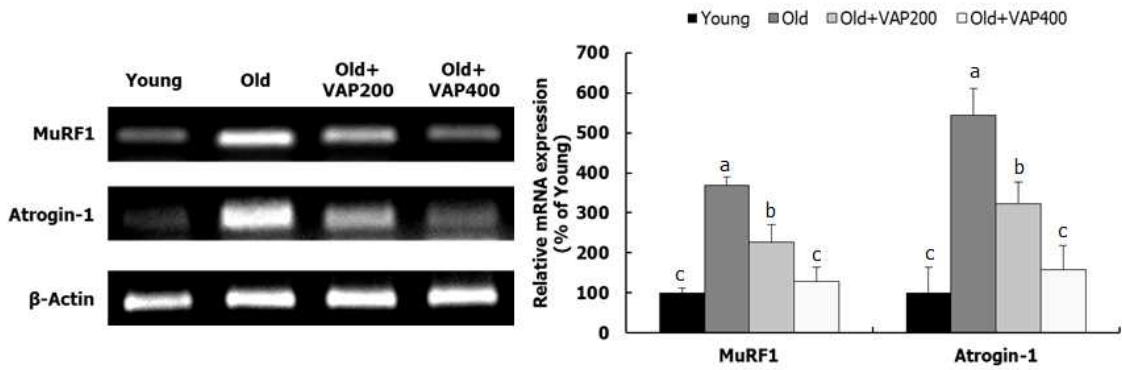 Young
Old
Old+
VAP200
Old+
VAP400
MuRF1
Atrogin-1
β-Actin
Young Old Old+VAP200 Old+VAP400
Relative mRNA expression
(% of Young)
700
600
500
400
300
200
100
0
c
a
b
c
c
a
b
c
MuRF1
Atrogin-1